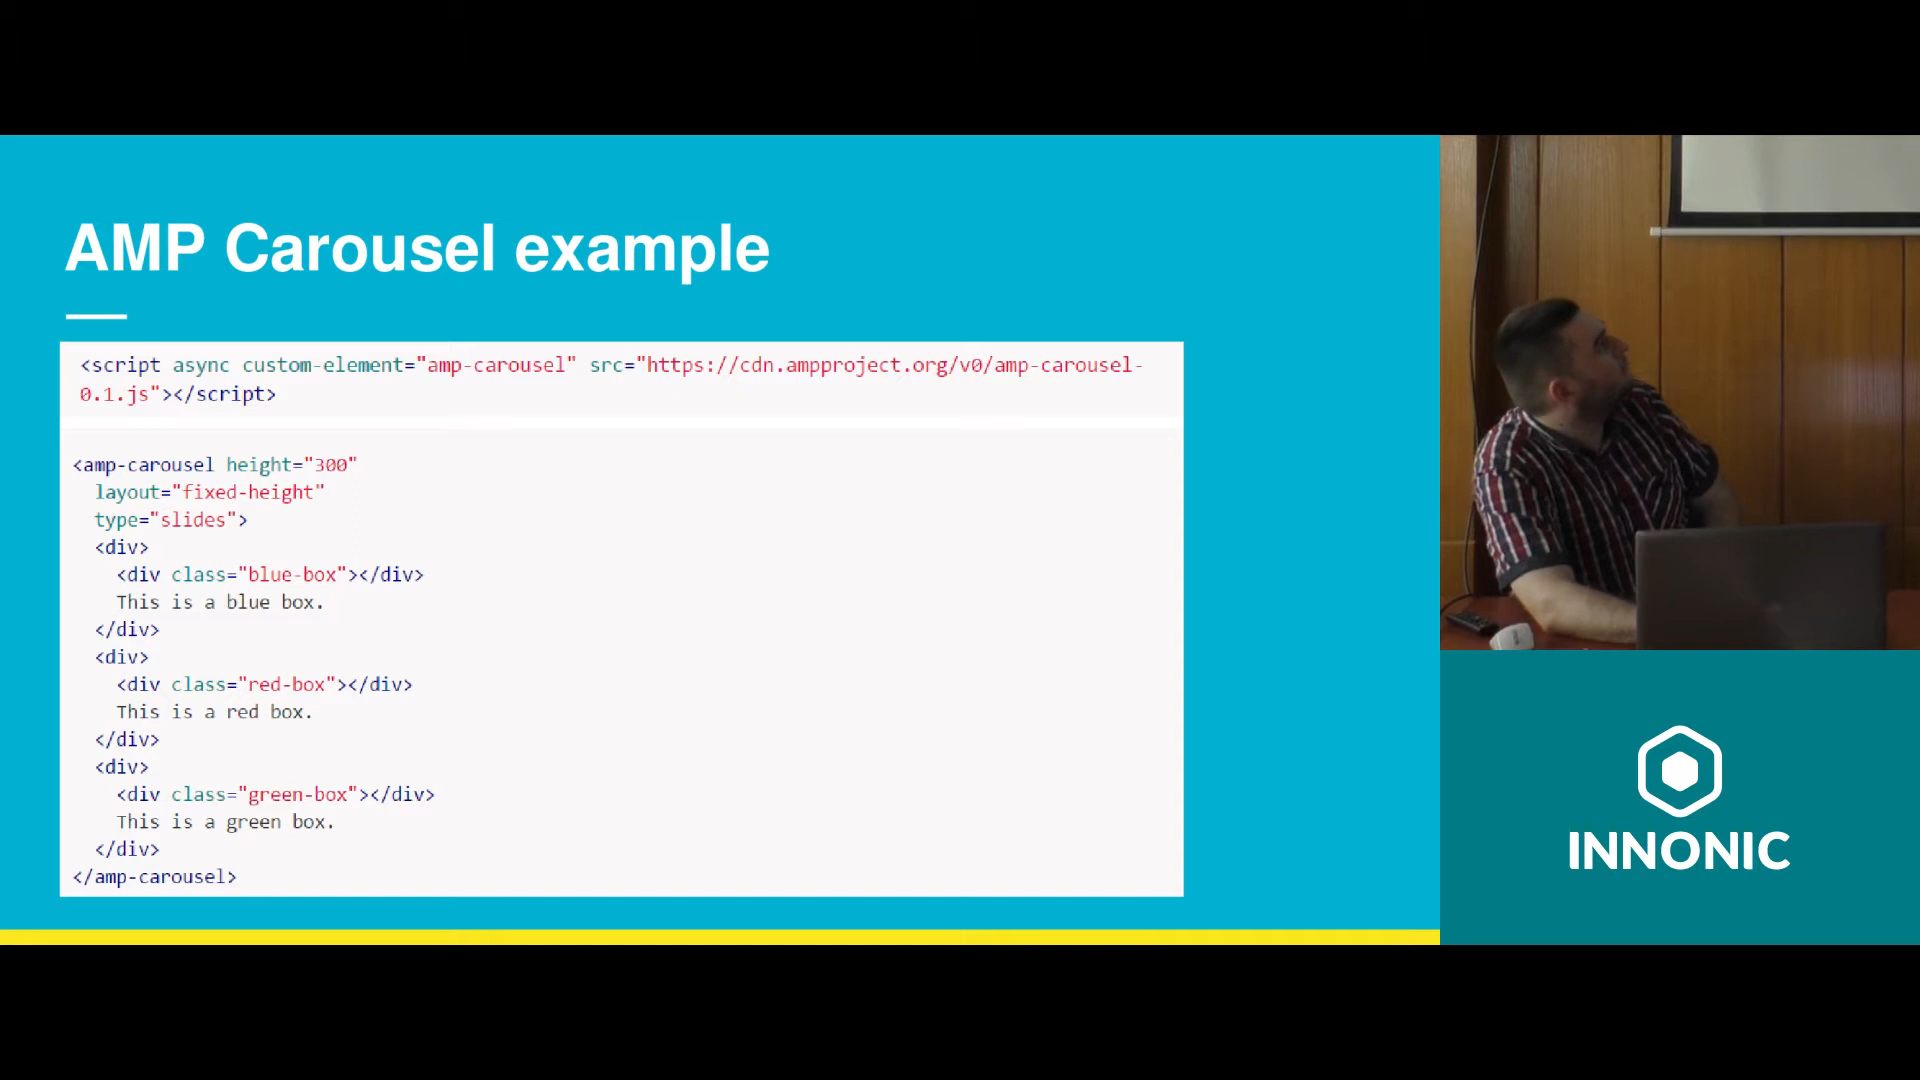 AMP Carousel example
<script async custom-element="amp-carousel" src="https://cdn.ampproject.org/v0/amp-carousel-
0.1.js"></script>
<amp-carousel height="300"
  layout="fixed-height"
  type="slides">
  <div>
    <div class="blue-box"></div>
    This is a blue box.
  </div>
  <div>
    <div class="red-box"></div>
    This is a red box.
  </div>
  <div>
    <div class="green-box"></div>
    This is a green box.
  </div>
</amp-carousel>
INNONIC